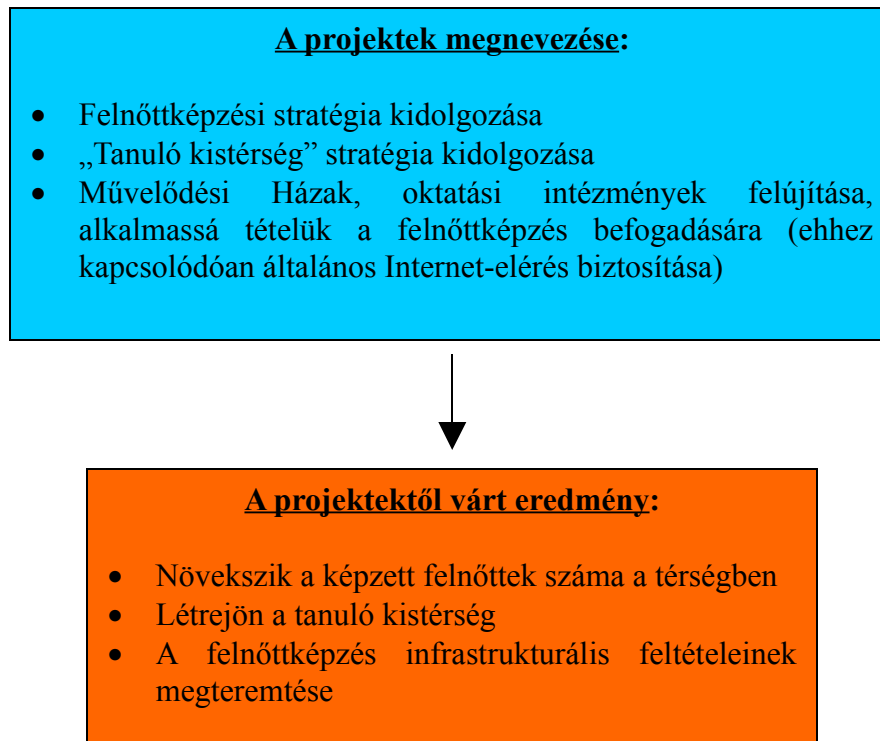 A projektek megnevezése:
• Felnőttképzési stratégia kidolgozása
• „Tanuló kistérség” stratégia kidolgozása
• Művelődési Házak, oktatási intézmények felújítása,
alkalmassá tételük a felnőttképzés befogadására (ehhez
kapcsolódóan általános Internet-elérés biztosítása)
A projektektől várt eredmény:
• Növekszik a képzett felnőttek száma a térségben
• Létrejön a tanuló kistérség
• A felnőttképzés infrastrukturális feltételeinek
megteremtése